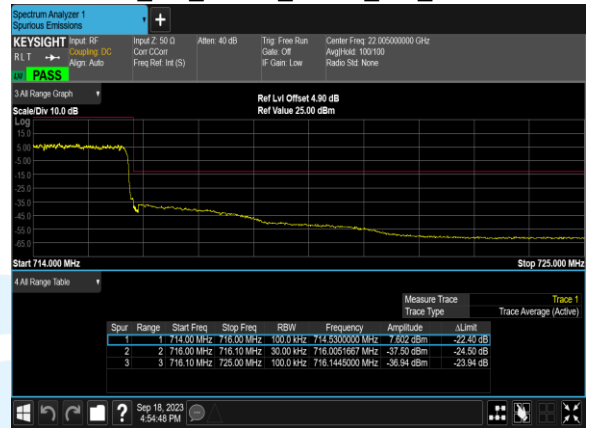 Spectrum Analyzer 1
Spurious Emissions
+
KEYSIGHT Input: RF Input Z: 50 Ω Atten: 40 dB Trig: Free Run Center Freq: 22.005000000 GHz
RLT Coupling: DC Corr CCorr Gate: Off Avg|Hold: 100/100
Align: Auto Freq Ref: Int (S) IF Gain: Low Radio Std: None
PASS
3 All Range Graph
Ref Lvl Offset 4.90 dB
Scale/Div 10.0 dB Ref Value 25.00 dBm
Log
15.0
5.00
-5.00
-15.0
-25.0
-35.0
-45.0
-55.0
-65.0
Start 714.000 MHz Stop 725.000 MHz
4 All Range Table
Measure Trace Trace 1
Trace Type Trace Average (Active)
Spur Range Start Freq Stop Freq RBW Frequency Amplitude ΔLimit
1 1 714.00 MHz 716.00 MHz 100.0 kHz 714.5300000 MHz 7.602 dBm -22.40 dB
2 2 716.00 MHz 716.10 MHz 30.00 kHz 716.0051667 MHz -37.50 dBm -24.50 dB
3 3 716.10 MHz 725.00 MHz 100.0 kHz 716.1445000 MHz -36.94 dBm -23.94 dB
? Sep 18, 2023
4:54:48 PM